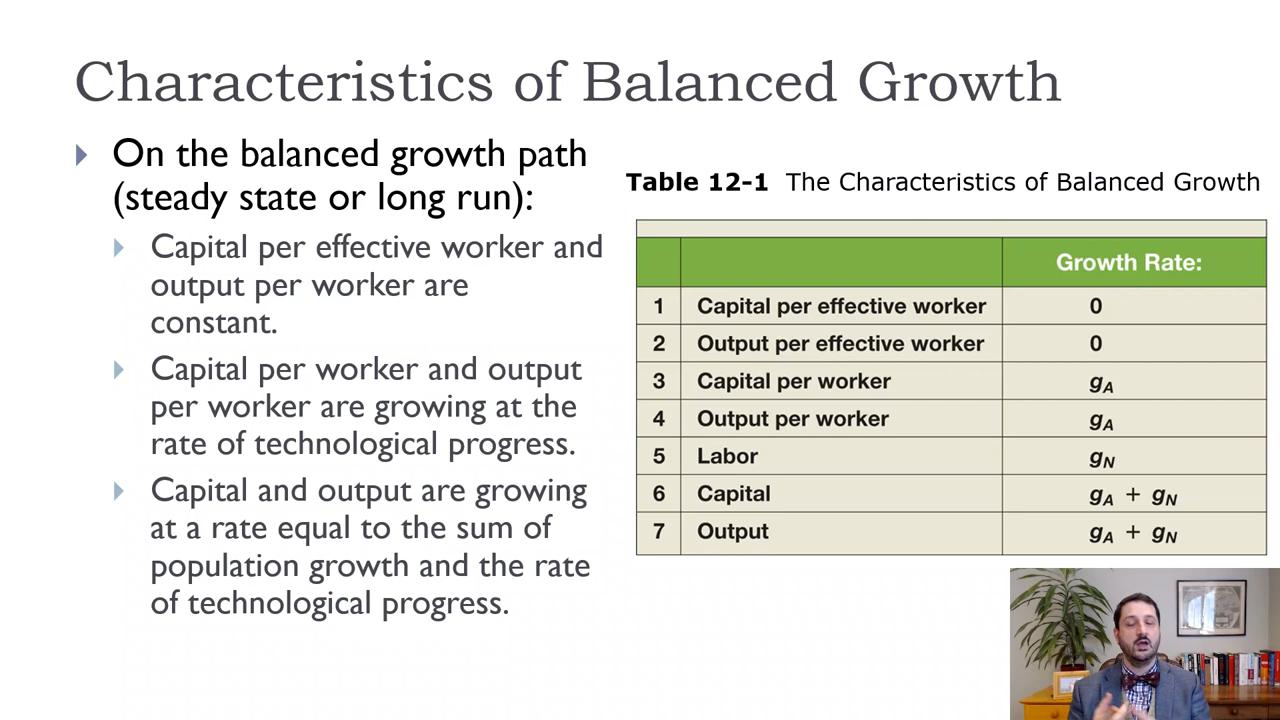 Characteristics of Balanced Growth
On the balanced growth path
(steady state or long run):
Capital per effective worker and
output per worker are
constant.
Capital per worker and output
per worker are growing at the
rate of technological progress.
Capital and output are growing
at a rate equal to the sum of
population growth and the rate
of technological progress.
Table 12-1 The Characteristics of Balanced Growth
Growth Rate:
1 Capital per effective worker 0
2 Output per effective worker 0
3 Capital per worker gA
4 Output per worker gA
5 Labor gN
6 Capital gA + gN
7 Output gA + gN